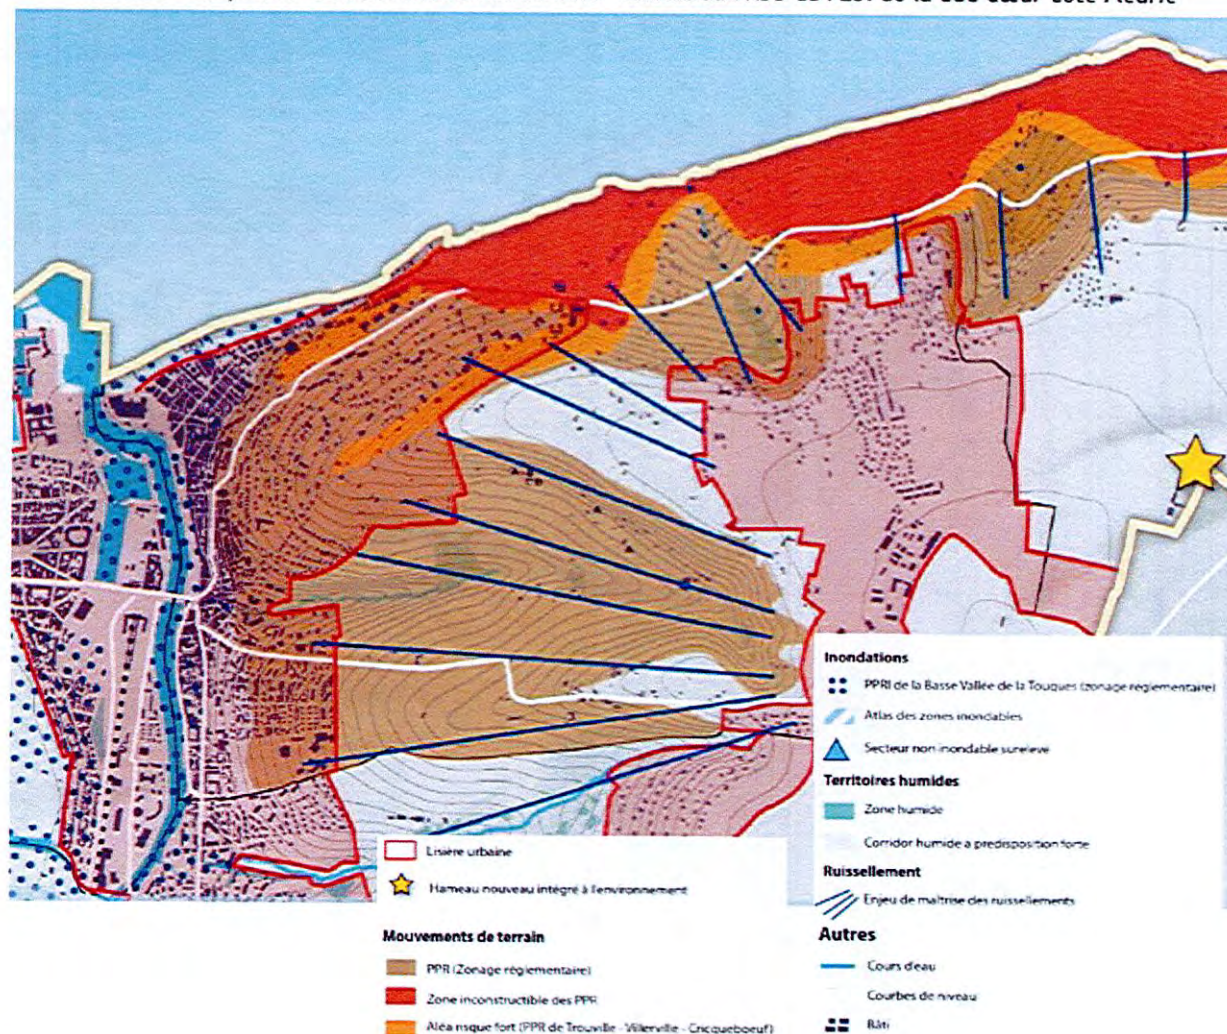 Inondations
PPRI de la Basse Vallée de la Touques (zonage réglementaire)
Atlas des zones inondables
Secteur non inondable surélevé
Territoires humides
Zone humide
Corridor humide a prédisposition forte
Ruissellement
Enjeu de maîtrise des ruissellements
Lisière urbaine
Hameau nouveau intégré à l'environnement
Mouvements de terrain
PPR (Zonage réglementaire)
Zone inconstructible des PPR
Aléa risque fort (PPR de Trouville - Villerville - Cricqueboeuf)
Autres
Cours d'eau
Courbes de niveau
Bâti